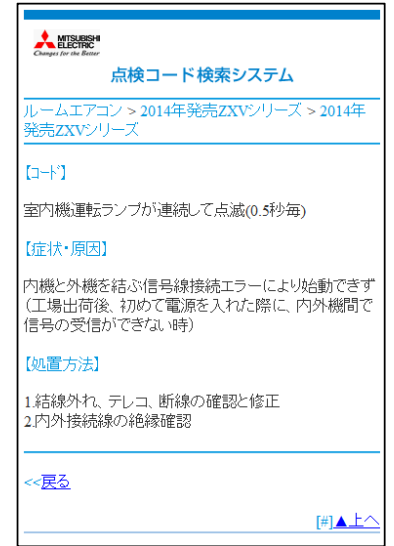 MITSUBISHI
ELECTRIC
Changes for the Better
点検コード検索システム
ルームエアコン > 2014年発売ZXVシリーズ > 2014年
発売ZXVシリーズ
【コード】
室内機運転ランプが連続して点滅(0.5秒毎)
【症状・原因】
内機と外機を結ぶ信号線接続エラーにより始動できず
(工場出荷後、初めて電源を入れた際に、内外機間で
信号の受信ができない時)
【処置方法】
1.結線外れ、テレコ、断線の確認と修正
2.内外接続線の絶縁確認
<<戻る
[#]▲上へ